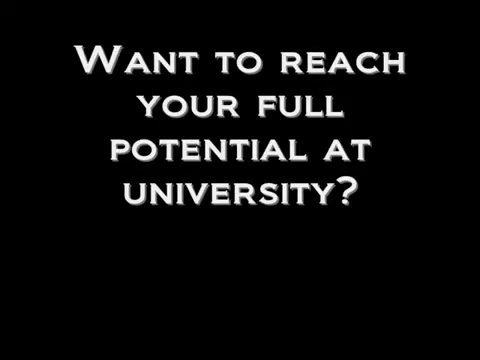 Want to reach
your full
potential at
university?